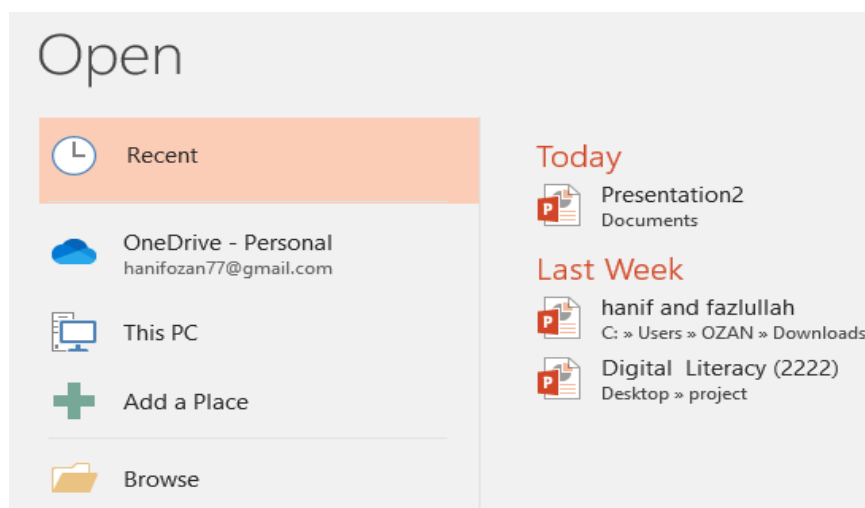 Open
Recent
OneDrive - Personal
hanifozan77@gmail.com
This PC
Add a Place
Browse
Today
Presentation2
Documents
Last Week
hanif and fazlullah
C: » Users » OZAN » Downloads
Digital  Literacy (2222)
Desktop » project